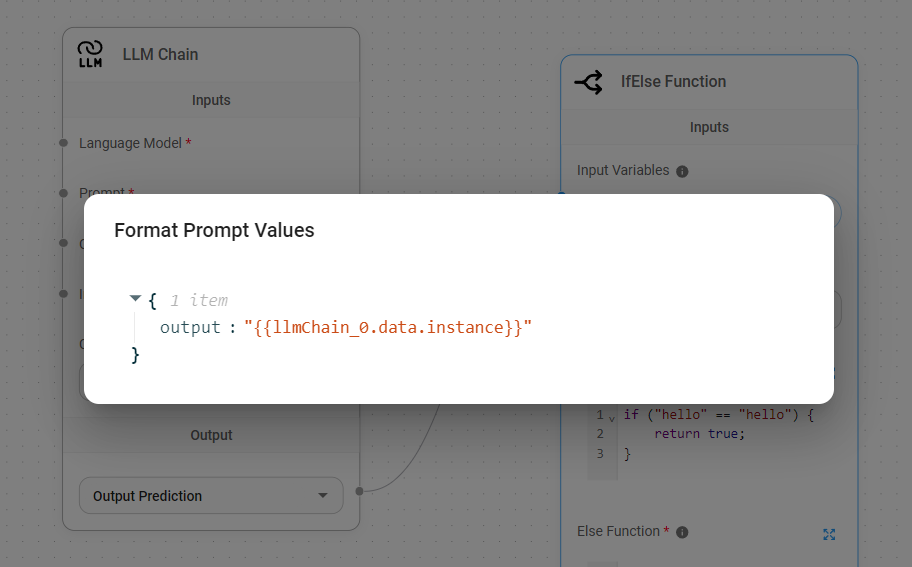 LLM
LLM Chain
Inputs
Language Model *
Prompt *
IfElse Function
Inputs
Input Variables
Format Prompt Values
{ 1 item
output : "{{llmChain_0.data.instance}}"
}
Output
Output Prediction
1 if ("hello" == "hello") {
2 return true;
3 }
Else Function *